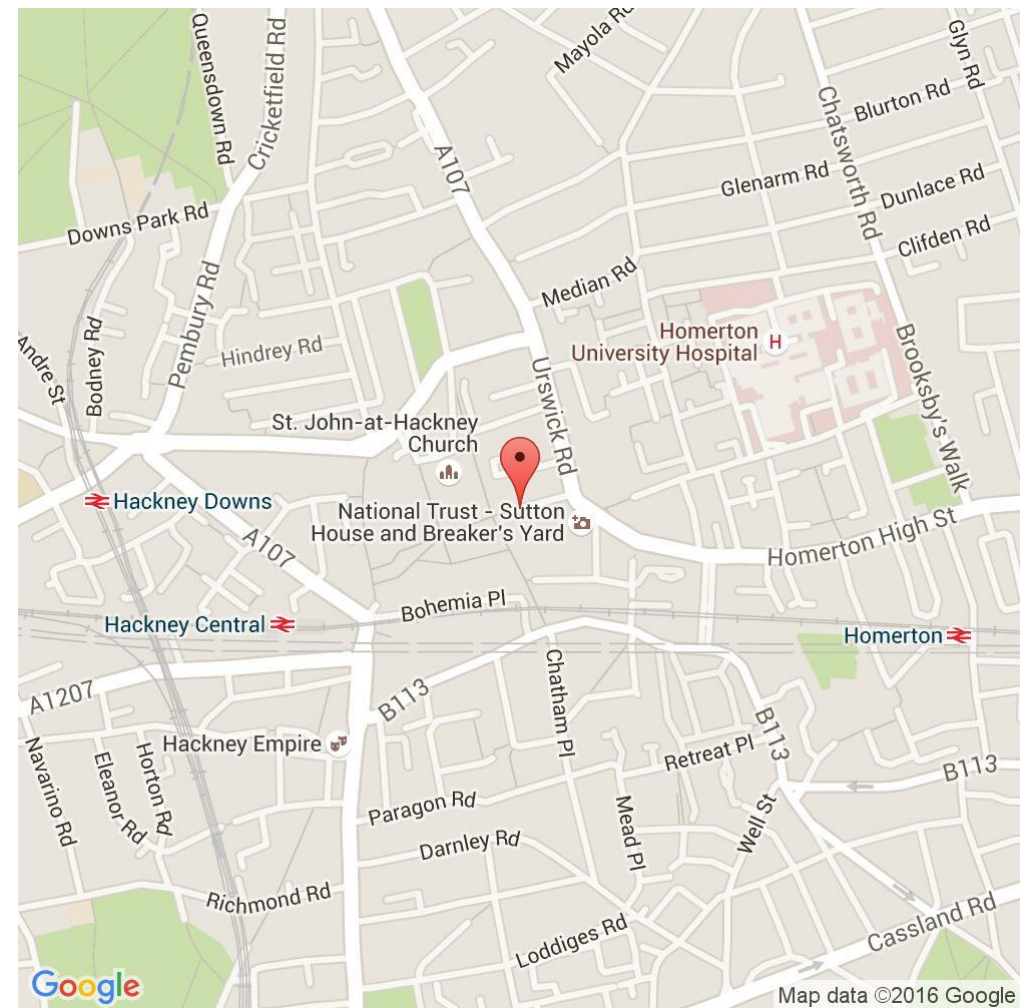 Queensdown Rd
Cricketfield Rd
Mayola Rd
Glyn Rd
Blurton Rd
Chatsworth Rd
A107
Glenarm Rd
Dunlace Rd
Downs Park Rd
Clifden Rd
Median Rd
Pembury Rd
Homerton
University Hospital
H
Bodney Rd
Andre St
Hindrey Rd
Brooksby's Walk
Urswick Rd
St. John-at-Hackney
Church
Hackney Downs
National Trust - Sutton
House and Breaker's Yard
Homerton High St
A107
Bohemia Pl
Hackney Central
Homerton
A1207
B113
Chatham Pl
B113
Hackney Empire
Retreat Pl
B113
Navarino Rd
Eleanor Rd
Horton Rd
Paragon Rd
Mead Pl
Well St
Darnley Rd
Richmond Rd
Cassland Rd
Loddiges Rd
Google
Map data ©2016 Google